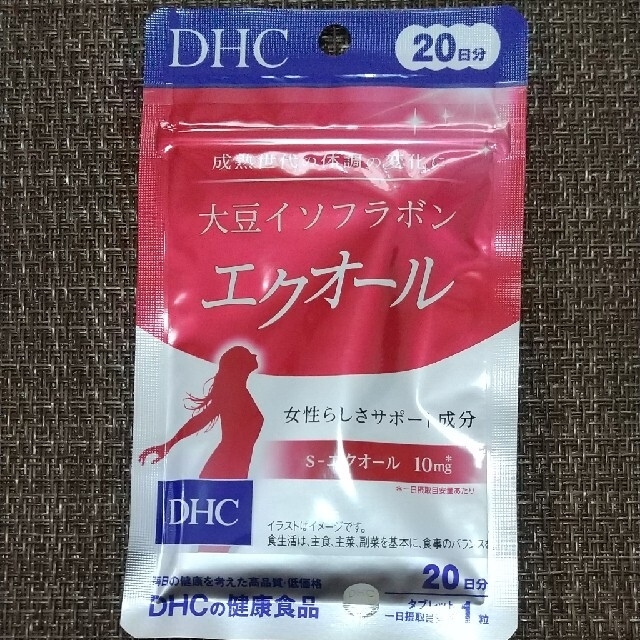 DHC
20日分
成熟世代の体調の変化に
大豆イソフラボン
エクオール
女性らしさサポート成分
S-エクオール 10mg*
*一日摂取目安量あたり
DHC
イラストはイメージです。
食生活は、主食、主菜、副菜を基本に、食事のバランスを
毎日の健康を考えた高品質・低価格
DHCの健康食品
20日分
タブレット
一日摂取目安量 1粒